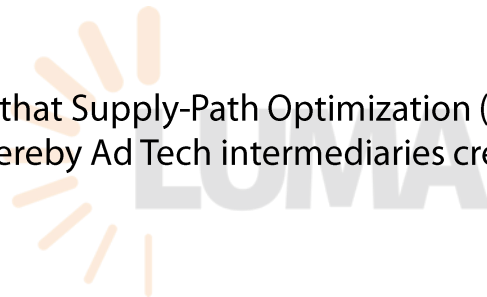 that Supply-Path Optimization (
ereby Ad Tech intermediaries cre
LUMA